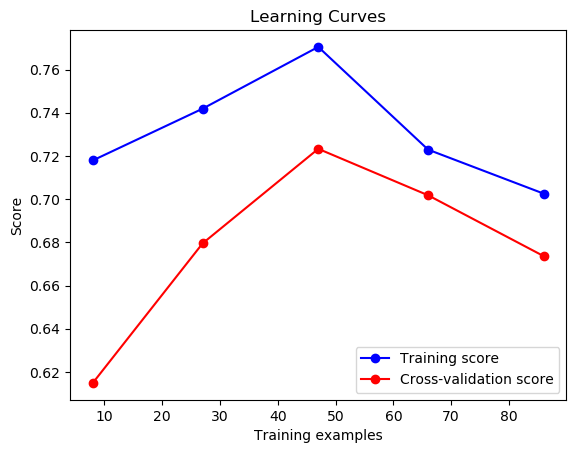 Learning Curves
0.76
0.74
0.72
0.70
0.68
0.66
0.64
0.62
Score
10 20 30 40 50 60 70 80
Training examples
Training score
Cross-validation score